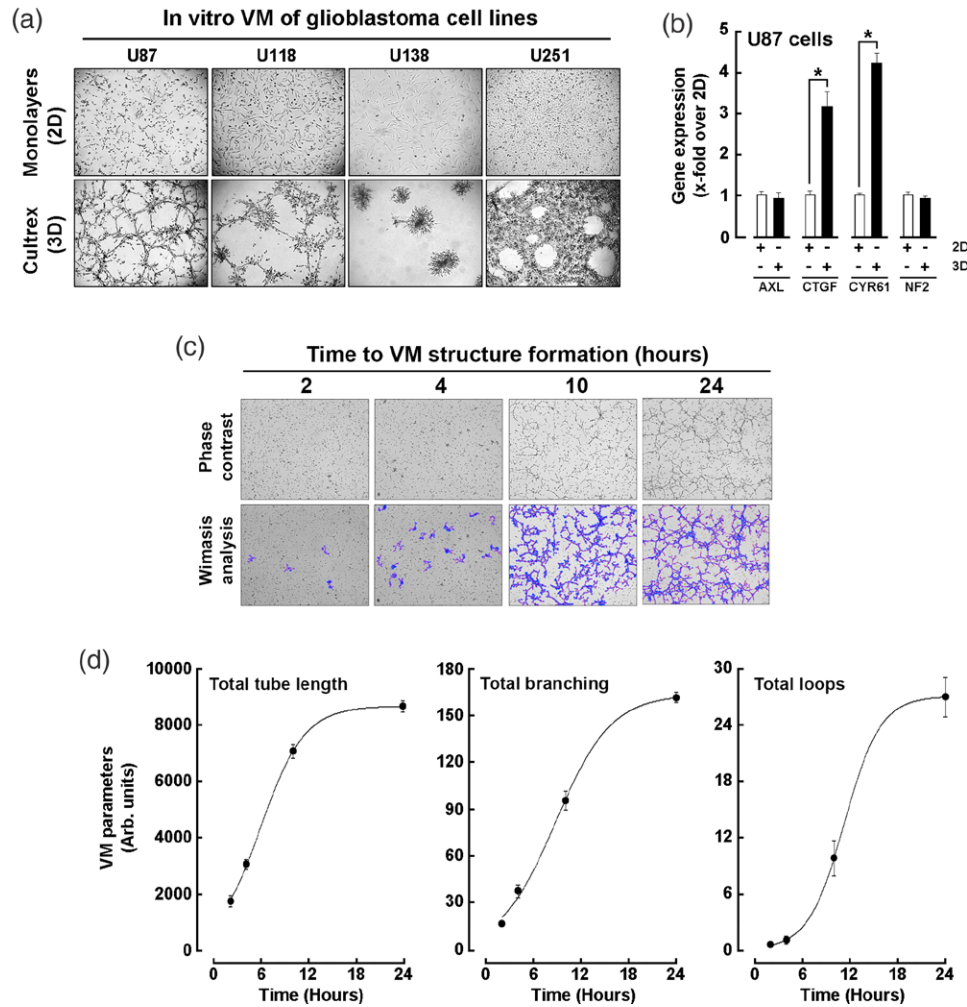 (a)
In vitro VM of glioblastoma cell lines
U87 U118 U138 U251
Monolayers
(2D)
Cultrex
(3D)
(b)
U87 cells
Gene expression
(x-fold over 2D)
5
4
3
2
1
0
*
*
+ - + - + - + - 2D
- + - + - + - + 3D
AXL CTGF CYR61 NF2
(c)
Time to VM structure formation (hours)
2 4 10 24
Phase
contrast
Wimasis
analysis
(d)
VM parameters
(Arb. units)
Total tube length
10000
8000
6000
4000
2000
0
0 6 12 18 24
Time (Hours)
Total branching
180
150
120
90
60
30
0
0 6 12 18 24
Time (Hours)
Total loops
30
24
18
12
6
0
0 6 12 18 24
Time (Hours)